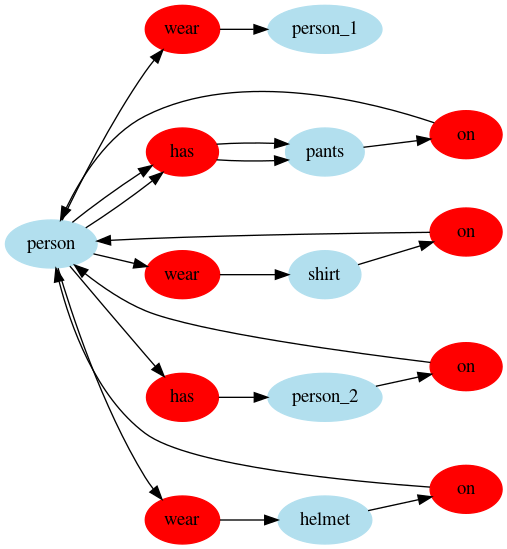 wear
person_1
on
has
pants
on
person
wear
shirt
on
has
person_2
on
wear
helmet